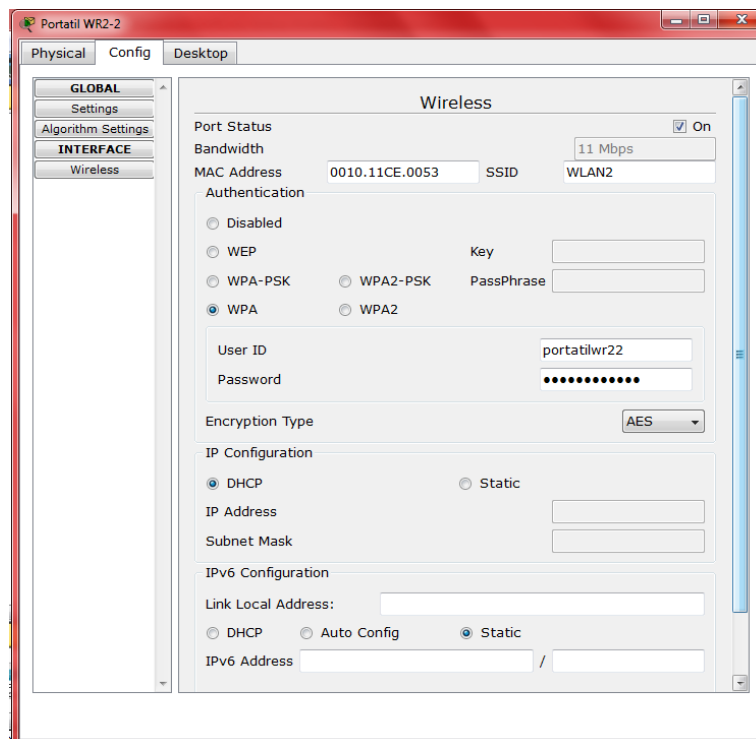 Portatil WR2-2
Physical Config Desktop
GLOBAL
Settings
Algorithm Settings
INTERFACE
Wireless
Wireless
Port Status On
Bandwidth 11 Mbps
MAC Address 0010.11CE.0053 SSID WLAN2
Authentication
Disabled
WEP Key
WPA-PSK WPA2-PSK PassPhrase
WPA WPA2
User ID portatilwr22
Password ●●●●●●●●●●●●
Encryption Type AES
IP Configuration
DHCP Static
IP Address
Subnet Mask
IPv6 Configuration
Link Local Address:
DHCP Auto Config Static
IPv6 Address /